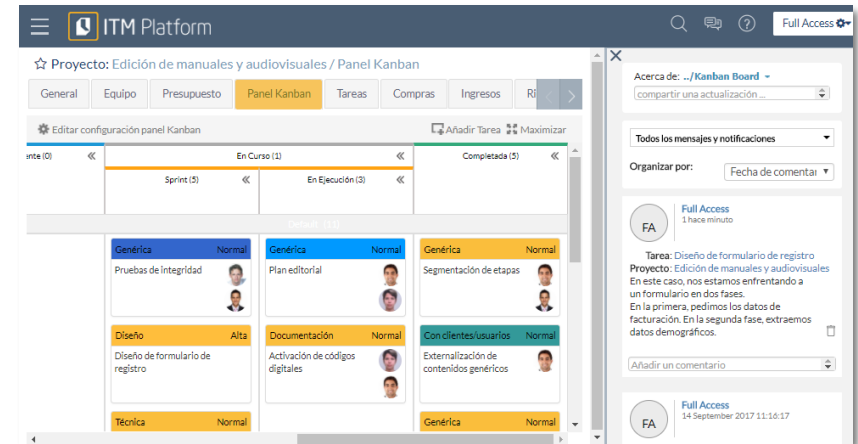 ITM Platform
Full Access
Proyecto: Edición de manuales y audiovisuales / Panel Kanban
General Equipo Presupuesto Panel Kanban Tareas Compras Ingresos
Editar configuración panel Kanban Añadir Tarea Maximizar
(0) En Curso (1) Completada (5)
Sprint (5) En Ejecución (3)
Genérica Normal Genérica Normal Genérica Normal
Pruebas de integridad Plan editorial Segmentación de etapas
Diseño Alta Documentación Normal Con clientes/usuarios Normal
Diseño de formulario de registro Activación de códigos digitales Externalización de contenidos genéricos
Técnica Normal Genérica Normal
Acerca de: ../Kanban Board
compartir una actualización ...
Todos los mensajes y notificaciones
Organizar por: Fecha de comentar
FA
Full Access
1 hace minuto
Tarea: Diseño de formulario de registro
Proyecto: Edición de manuales y audiovisuales
En este caso, nos estamos enfrentando a
un formulario en dos fases.
En la primera, pedimos los datos de
facturación. En la segunda fase, extraemos
datos demográficos.
Añadir un comentario
FA
Full Access
14 September 2017 11:16:17